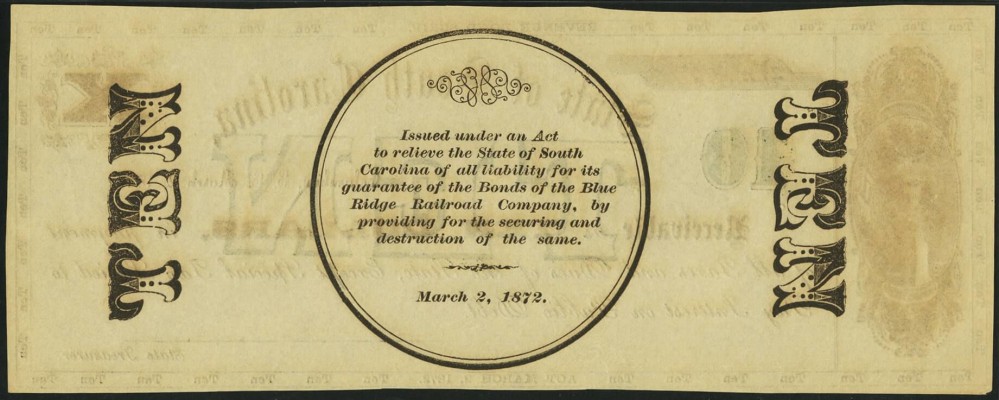 TEN
Issued under an Act
to relieve the State of South
Carolina of all liability for its
guarantee of the Bonds of the Blue
Ridge Railroad Company, by
providing for the securing and
destruction of the same.
March 2, 1872.
TEN